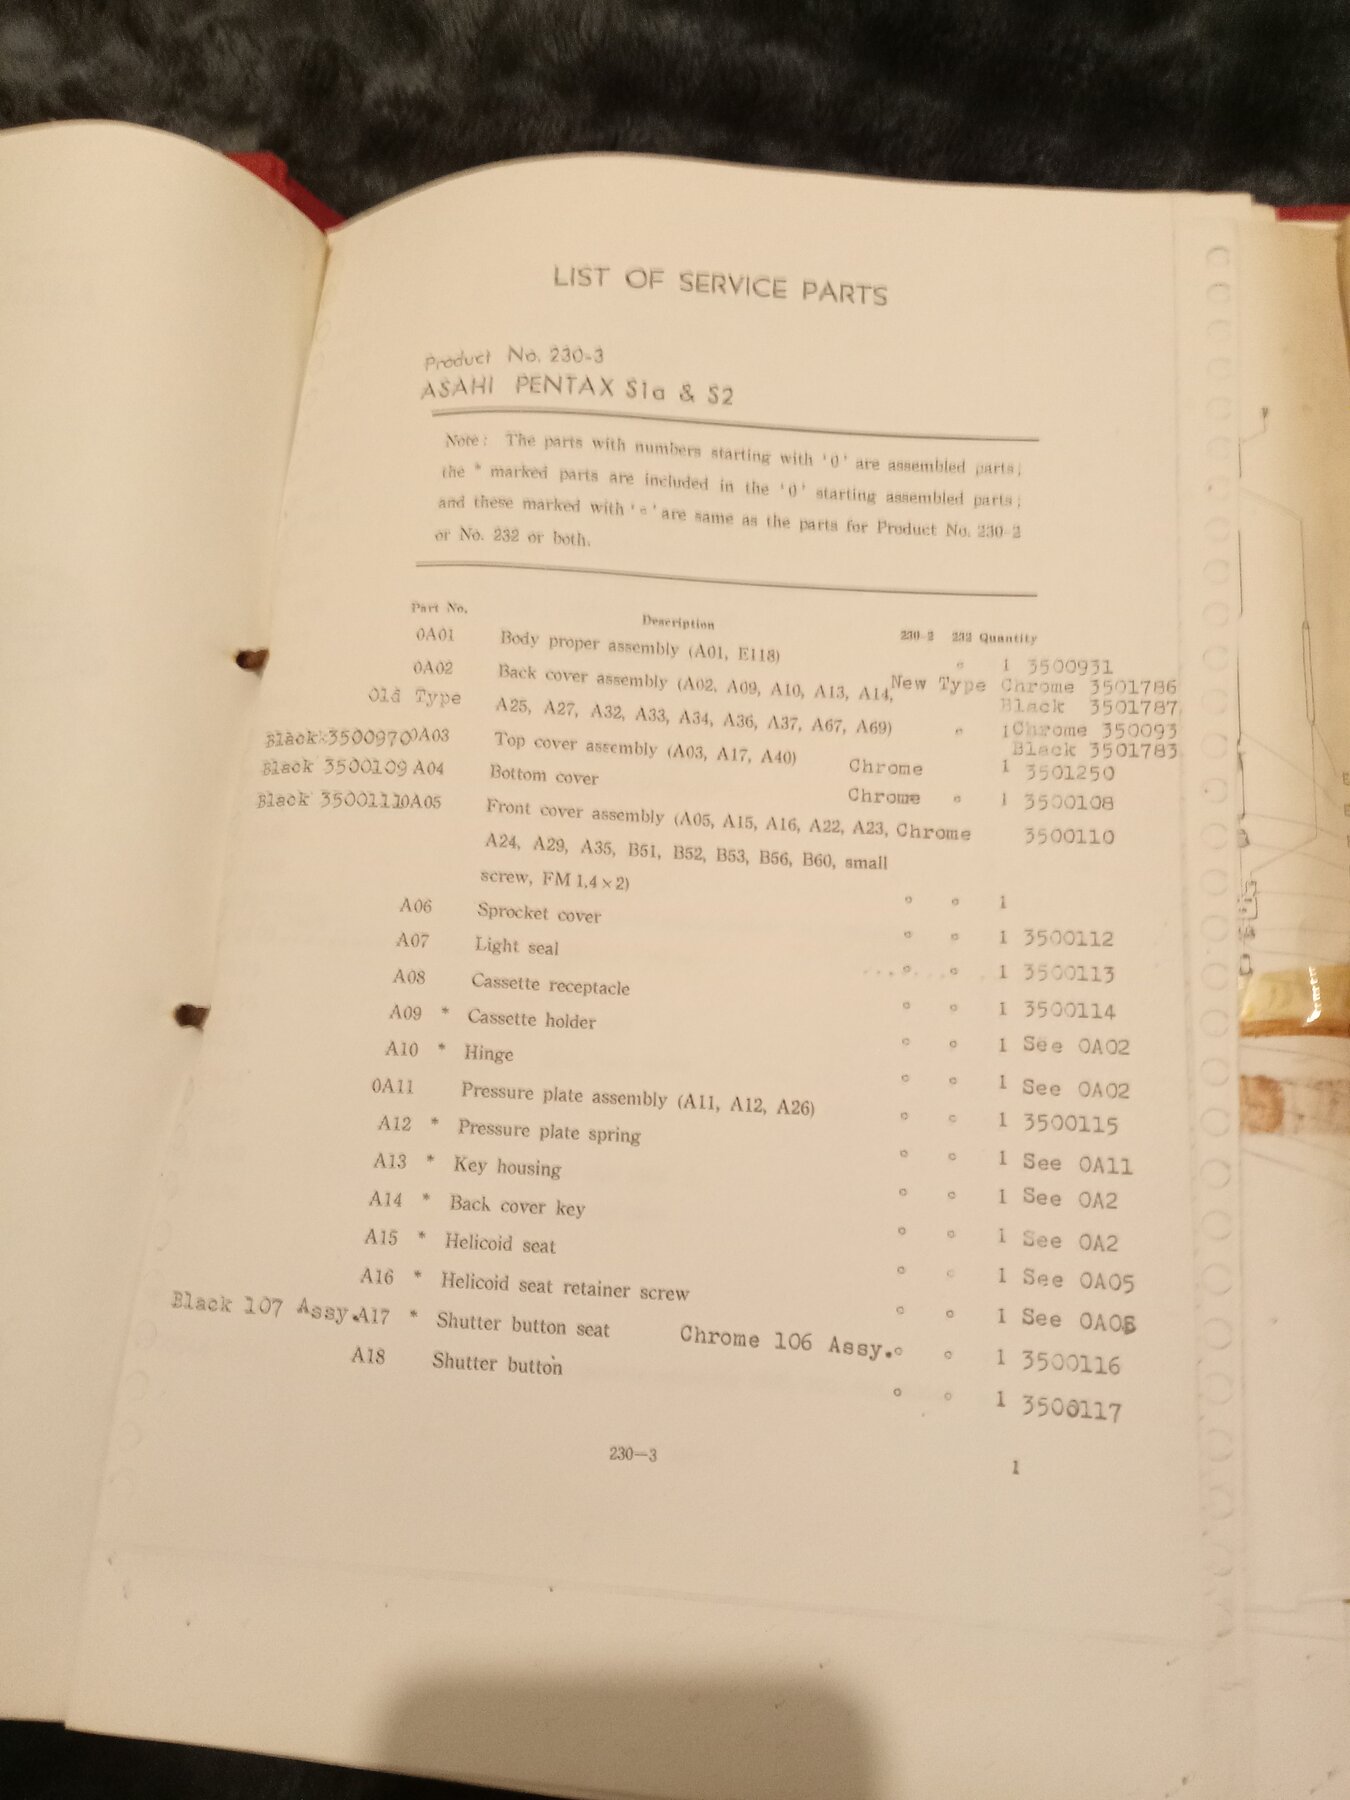 LIST OF SERVICE PARTS
Product No. 230-3
ASAHI PENTAX S1a & S2
Note: The parts with numbers starting with '0' are assembled parts;
the * marked parts are included in the '0' starting assembled parts;
and these marked with '°' are same as the parts for Product No. 230-2
or No. 232 or both.
Part No. Description 230-2 232 Quantity
0A01 Body proper assembly (A01, E118) ° 1 3500931
0A02 Back cover assembly (A02, A09, A10, A13, A14, New Type Chrome 3501786
Old Type A25, A27, A32, A33, A34, A36, A37, A67, A69) Black 3501787
° 1 Chrome 350093
Black 3500970 0A03 Top cover assembly (A03, A17, A40) Black 3501783
Black 3500109 A04 Bottom cover Chrome 1 3501250
Black 3500111 0A05 Front cover assembly (A05, A15, A16, A22, A23, Chrome ° 1 3500108
A24, A29, A35, B51, B52, B53, B56, B60, small Chrome 3500110
screw, FM 1.4 × 2)
A06 Sprocket cover ° ° 1
A07 Light seal ° ° 1 3500112
A08 Cassette receptacle ° ° 1 3500113
A09 * Cassette holder ° ° 1 3500114
A10 * Hinge ° ° 1 See 0A02
0A11 Pressure plate assembly (A11, A12, A26) ° ° 1 See 0A02
A12 * Pressure plate spring ° ° 1 3500115
A13 * Key housing ° ° 1 See 0A11
A14 * Back cover key ° ° 1 See 0A2
A15 * Helicoid seat ° ° 1 See 0A2
A16 * Helicoid seat retainer screw ° ° 1 See 0A05
Black 107 Assy. A17 * Shutter button seat ° ° 1 See 0A05
A18 Shutter button Chrome 106 Assy. ° ° 1 3500116
° ° 1 3500117
230—3
1